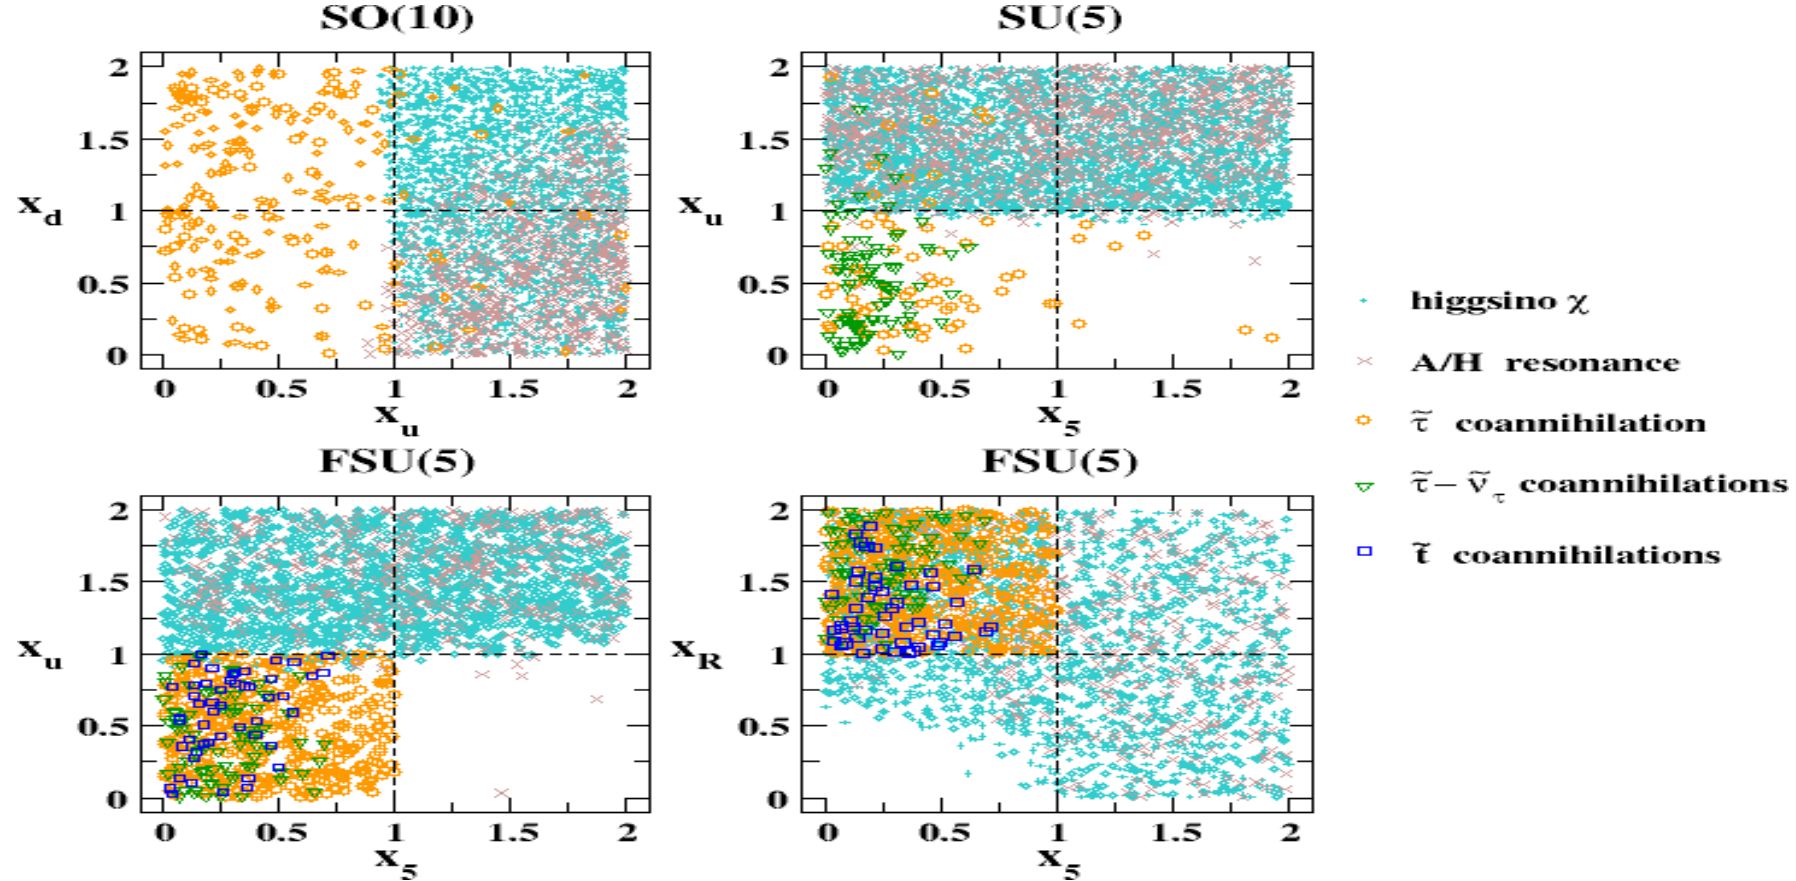 SO(10)
2
1.5
x_d 1
0.5
0
0 0.5 1 1.5 2
x_u
SU(5)
2
1.5
x_u 1
0.5
0
0 0.5 1 1.5 2
x_5
FSU(5)
2
1.5
x_u 1
0.5
0
0 0.5 1 1.5 2
x_5
FSU(5)
2
1.5
x_R 1
0.5
0
0 0.5 1 1.5 2
x_5
higgsino χ
A/H resonance
τ̃ coannihilation
τ̃ − ν̃_τ coannihilations
t̃ coannihilations